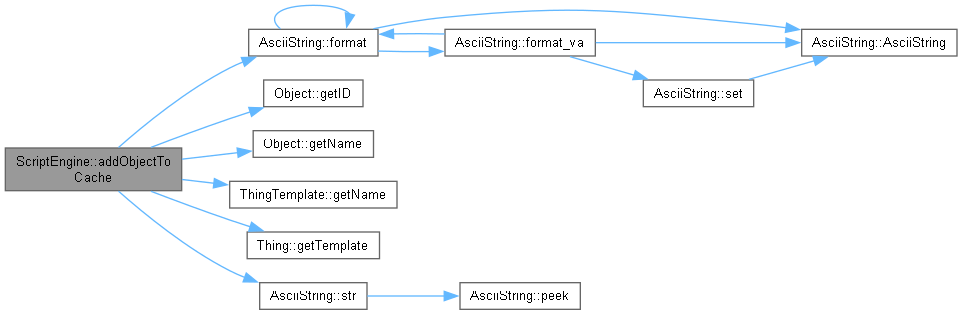 AsciiString::format
AsciiString::format_va
AsciiString::AsciiString
Object::getID
AsciiString::set
Object::getName
ScriptEngine::addObjectTo
Cache
ThingTemplate::getName
Thing::getTemplate
AsciiString::str
AsciiString::peek